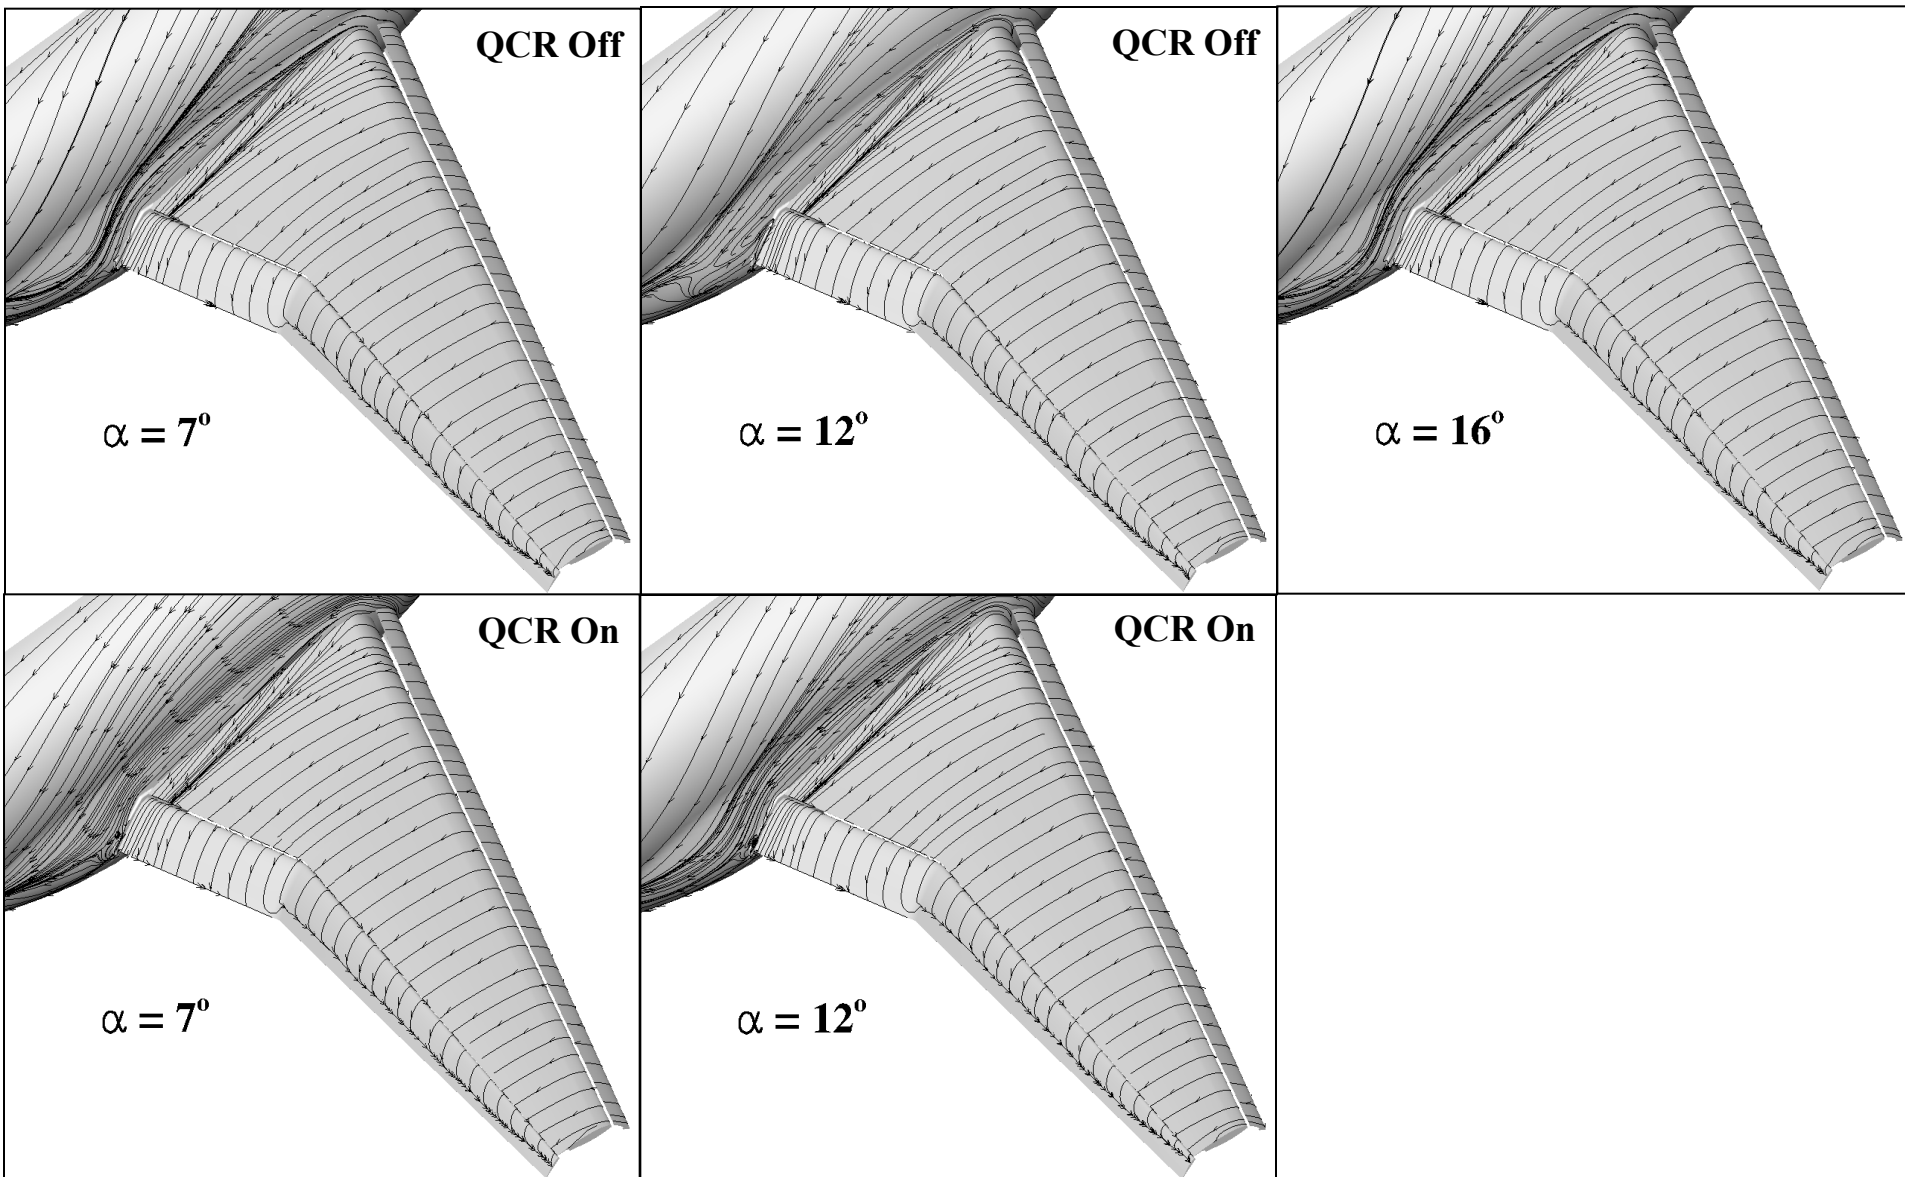 QCR Off
α = 7°
QCR Off
α = 12°
α = 16°
QCR On
α = 7°
QCR On
α = 12°